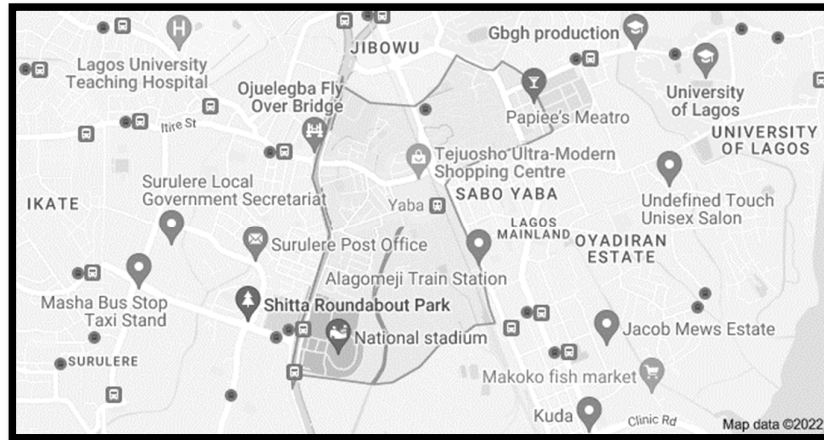 JIBOWU
Gbgh production
Lagos University
Teaching Hospital
Ojuelegba Fly
Over Bridge
University
of Lagos
Papiee's Meatro
Itire St
UNIVERSITY
OF LAGOS
Tejuosho Ultra-Modern
Shopping Centre
Surulere Local
Government Secretariat
IKATE
Yaba
SABO YABA
Undefined Touch
Unisex Salon
LAGOS
MAINLAND
OYADIRAN
ESTATE
Surulere Post Office
Alagomeji Train Station
Masha Bus Stop
Taxi Stand
Shitta Roundabout Park
National stadium
Jacob Mews Estate
SURULERE
Makoko fish market
Kuda
Clinic Rd
Map data ©2022